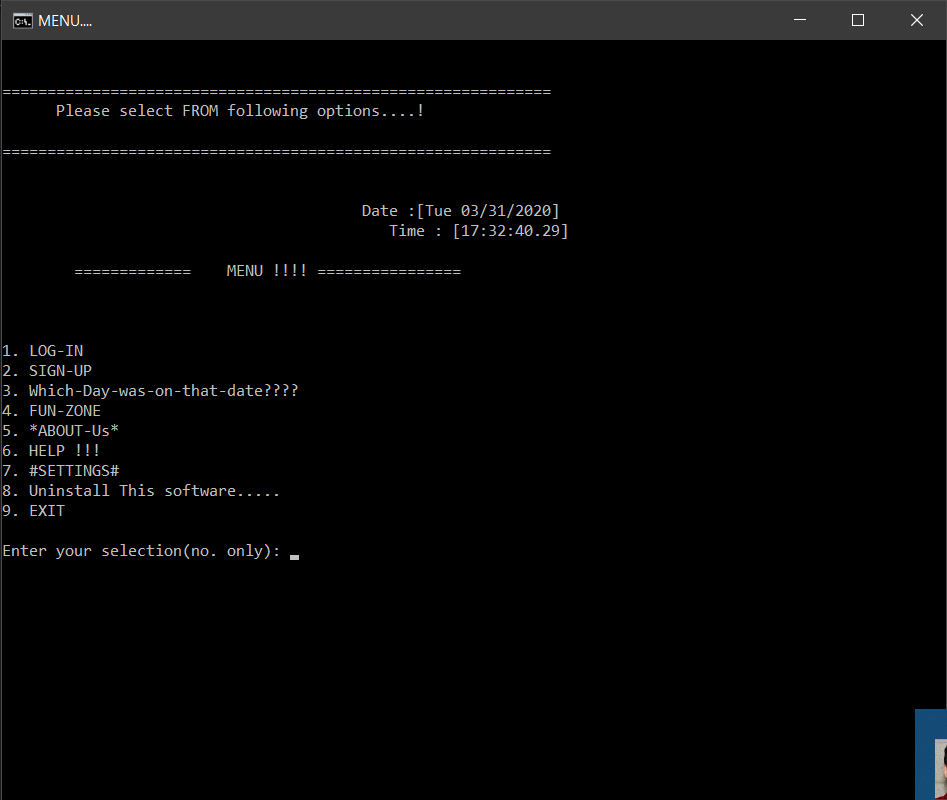 MENU....
============================================================= 
Please select FROM following options....!
=============================================================
Date :[Tue 03/31/2020]
Time : [17:32:40.29]
=============    MENU !!!! ================
1. LOG-IN
2. SIGN-UP
3. Which-Day-was-on-that-date????
4. FUN-ZONE
5. *ABOUT-Us*
6. HELP !!!
7. #SETTINGS#
8. Uninstall This software.....
9. EXIT
Enter your selection(no. only):